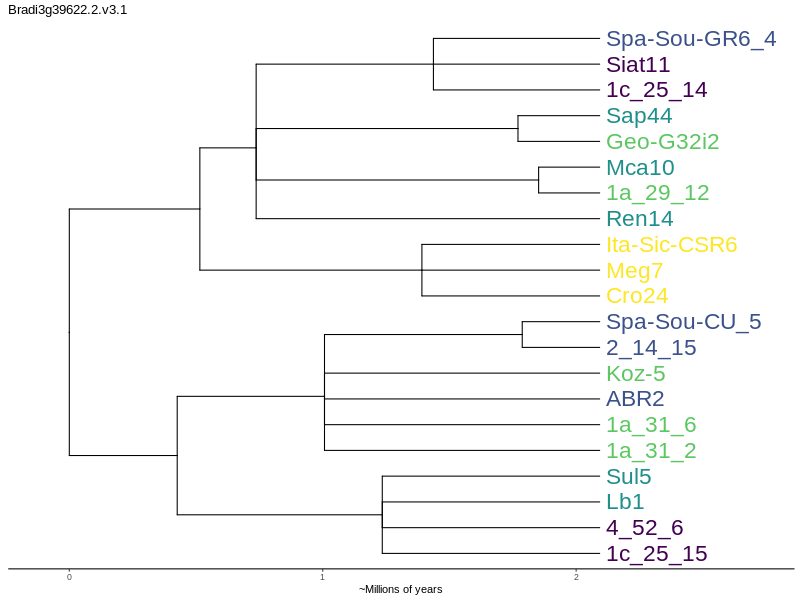 Bradi3g39622.2.v3.1
Spa-Sou-GR6_4
Siat11
1c_25_14
Sap44
Geo-G32i2
Mca10
1a_29_12
Ren14
Ita-Sic-CSR6
Meg7
Cro24
Spa-Sou-CU_5
2_14_15
Koz-5
ABR2
1a_31_6
1a_31_2
Sul5
Lb1
4_52_6
1c_25_15
0 1 2
~Millions of years